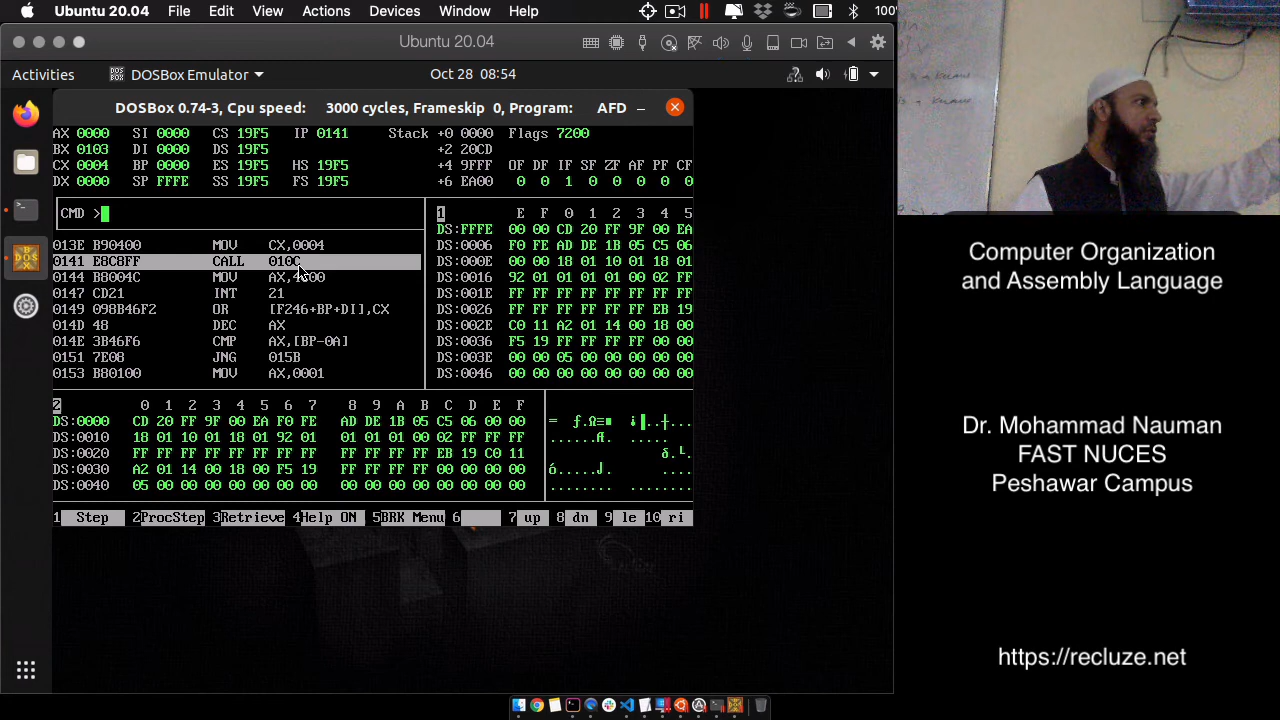 Ubuntu 20.04 File Edit View Actions Devices Window Help 100%
Ubuntu 20.04
Activities DOSBox Emulator Oct 28 08:54
DOSBox 0.74-3, Cpu speed: 3000 cycles, Frameskip 0, Program: AFD
AX 0000 SI 0000 CS 19F5 IP 0141 Stack +0 0000 Flags 7200
BX 0103 DI 0000 DS 19F5 +2 20CD
CX 0004 BP 0000 ES 19F5 HS 19F5 +4 9FFF OF DF IF SF ZF AF PF CF
DX 0000 SP FFFE SS 19F5 FS 19F5 +6 EA00 0 0 1 0 0 0 0 0
CMD > 1 E F 0 1 2 3 4 5
DS:FFFE 00 00 CD 20 FF 9F 00 EA
013E B90400 MOV CX,0004 DS:0006 F0 FE AD DE 1B 05 C5 06
0141 E8C8FF CALL 010C DS:000E 00 00 18 01 10 01 18 01
0144 B8004C MOV AX,4C00 DS:0016 92 01 01 01 01 00 02 FF
0147 CD21 INT 21 DS:001E FF FF FF FF FF FF FF FF
0149 098B46F2 OR [F246+BP+DI],CX DS:0026 FF FF FF FF FF FF EB 19
014D 48 DEC AX DS:002E C0 11 A2 01 14 00 18 00
014E 3B46F6 CMP AX,[BP-0A] DS:0036 F5 19 FF FF FF FF 00 00
0151 7E08 JNG 015B DS:003E 00 00 05 00 00 00 00 00
0153 B80100 MOV AX,0001 DS:0046 00 00 00 00 00 00 00 00
2 0 1 2 3 4 5 6 7 8 9 A B C D E F
DS:0000 CD 20 FF 9F 00 EA F0 FE AD DE 1B 05 C5 06 00 00
DS:0010 18 01 10 01 18 01 92 01 01 01 01 00 02 FF FF FF
DS:0020 FF FF FF FF FF FF FF FF FF FF FF FF EB 19 C0 11
DS:0030 A2 01 14 00 18 00 F5 19 FF FF FF FF 00 00 00 00
DS:0040 05 00 00 00 00 00 00 00 00 00 00 00 00 00 00 00
1 Step 2ProcStep 3Retrieve 4Help ON 5BRK Menu 6 7 up 8 dn 9 le 10 ri
Computer Organization
and Assembly Language
Dr. Mohammad Nauman
FAST NUCES
Peshawar Campus
https://recluze.net